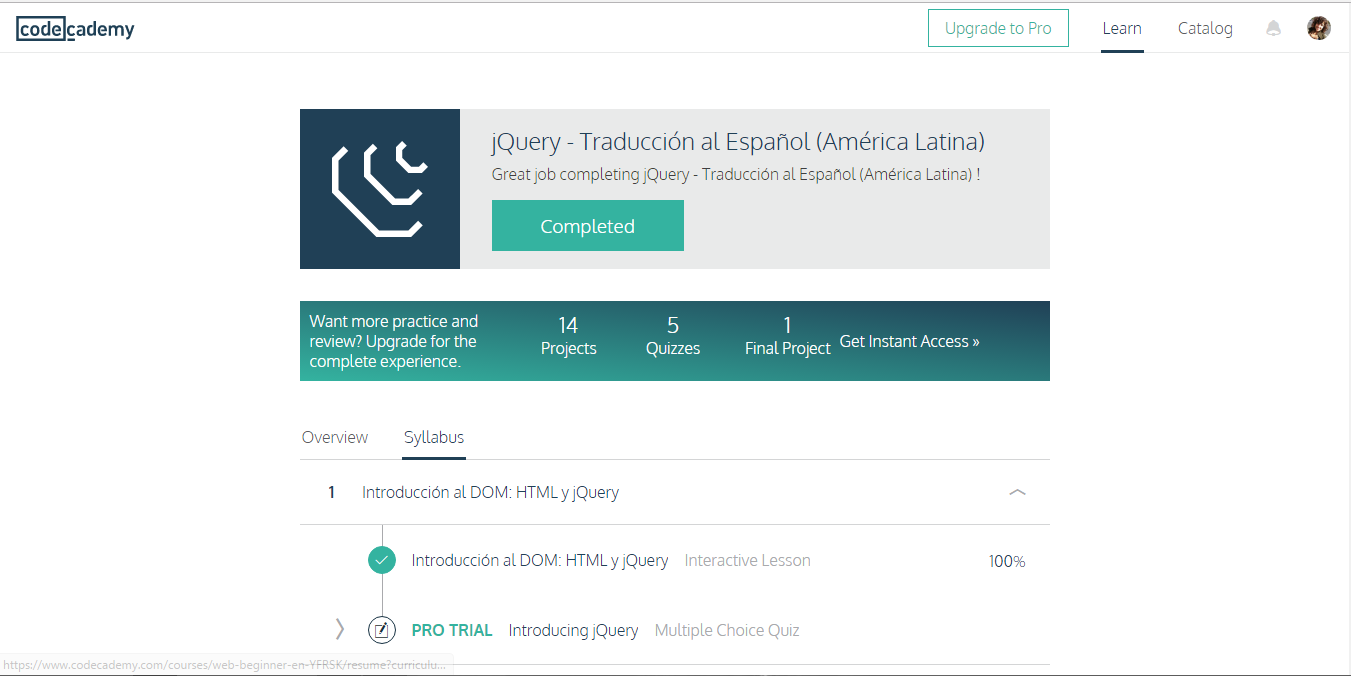 codecademy
Upgrade to Pro
Learn
Catalog
jQuery - Traducción al Español (América Latina)
Great job completing jQuery - Traducción al Español (América Latina) !
Completed
Want more practice and
review? Upgrade for the
complete experience.
14
Projects
5
Quizzes
1
Final Project
Get Instant Access »
Overview
Syllabus
1 Introducción al DOM: HTML y jQuery
Introducción al DOM: HTML y jQuery Interactive Lesson 100%
PRO TRIAL Introducing jQuery Multiple Choice Quiz
https://www.codecademy.com/courses/web-beginner-en-YFRSK/resume?curriculu...